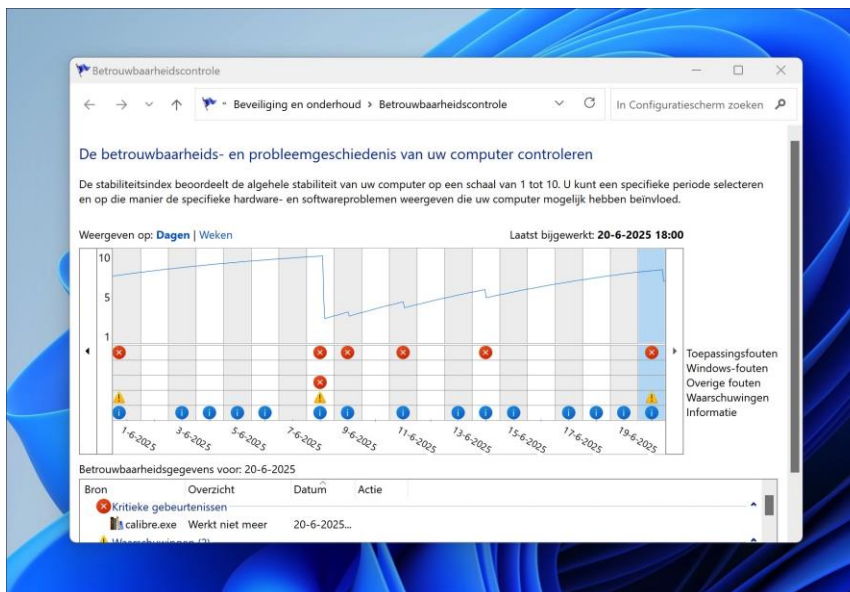 Betrouwbaarheidscontrole
« Beveiliging en onderhoud > Betrouwbaarheidscontrole
In Configuratiescherm zoeken
De betrouwbaarheids- en probleemgeschiedenis van uw computer controleren
De stabiliteitsindex beoordeelt de algehele stabiliteit van uw computer op een schaal van 1 tot 10. U kunt een specifieke periode selecteren
en op die manier de specifieke hardware- en softwareproblemen weergeven die uw computer mogelijk hebben beïnvloed.
Weergeven op: Dagen | Weken
Laatst bijgewerkt: 20-6-2025 18:00
10
5
1
Toepassingsfouten
Windows-fouten
Overige fouten
Waarschuwingen
Informatie
1-6-2025
3-6-2025
5-6-2025
7-6-2025
9-6-2025
11-6-2025
13-6-2025
15-6-2025
17-6-2025
19-6-2025
Betrouwbaarheidsgegevens voor: 20-6-2025
Bron Overzicht Datum Actie
Kritieke gebeurtenissen
calibre.exe Werkt niet meer 20-6-2025...
Waarschuwingen (2)